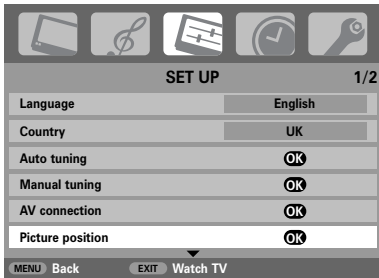 SET UP 1/2
Language English
Country UK
Auto tuning OK
Manual tuning OK
AV connection OK
Picture position OK
MENU Back EXIT Watch TV